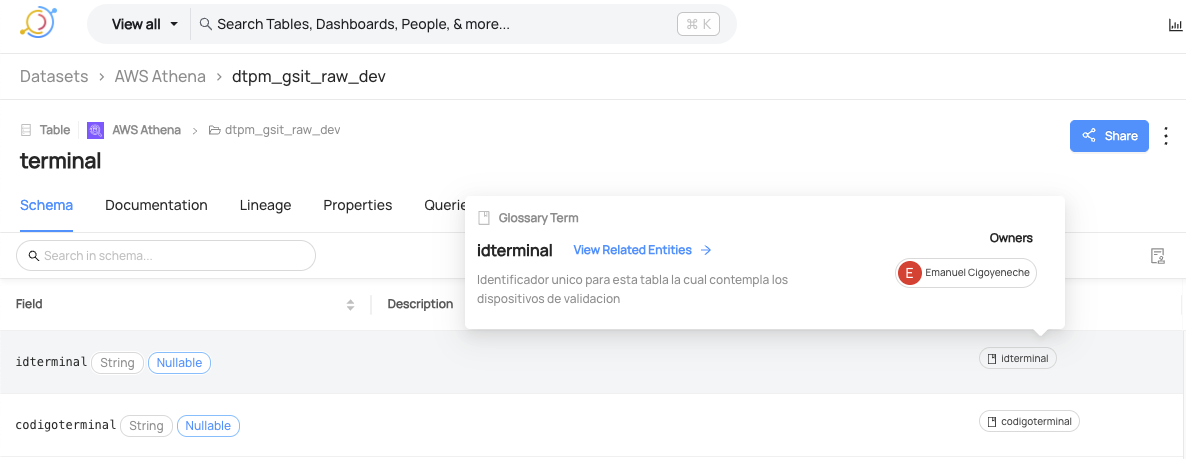 View all
Search Tables, Dashboards, People, & more...
⌘ K
Datasets > AWS Athena > dtpm_gsit_raw_dev
Table
AWS Athena > dtpm_gsit_raw_dev
Share
terminal
Schema Documentation Lineage Properties Querie
Glossary Term
Owners
idterminal View Related Entities →
E Emanuel Cigoyeneche
Identificador unico para esta tabla la cual contempla los
dispositivos de validacion
Search in schema...
Field Description
idterminal String Nullable idterminal
codigoterminal String Nullable codigoterminal